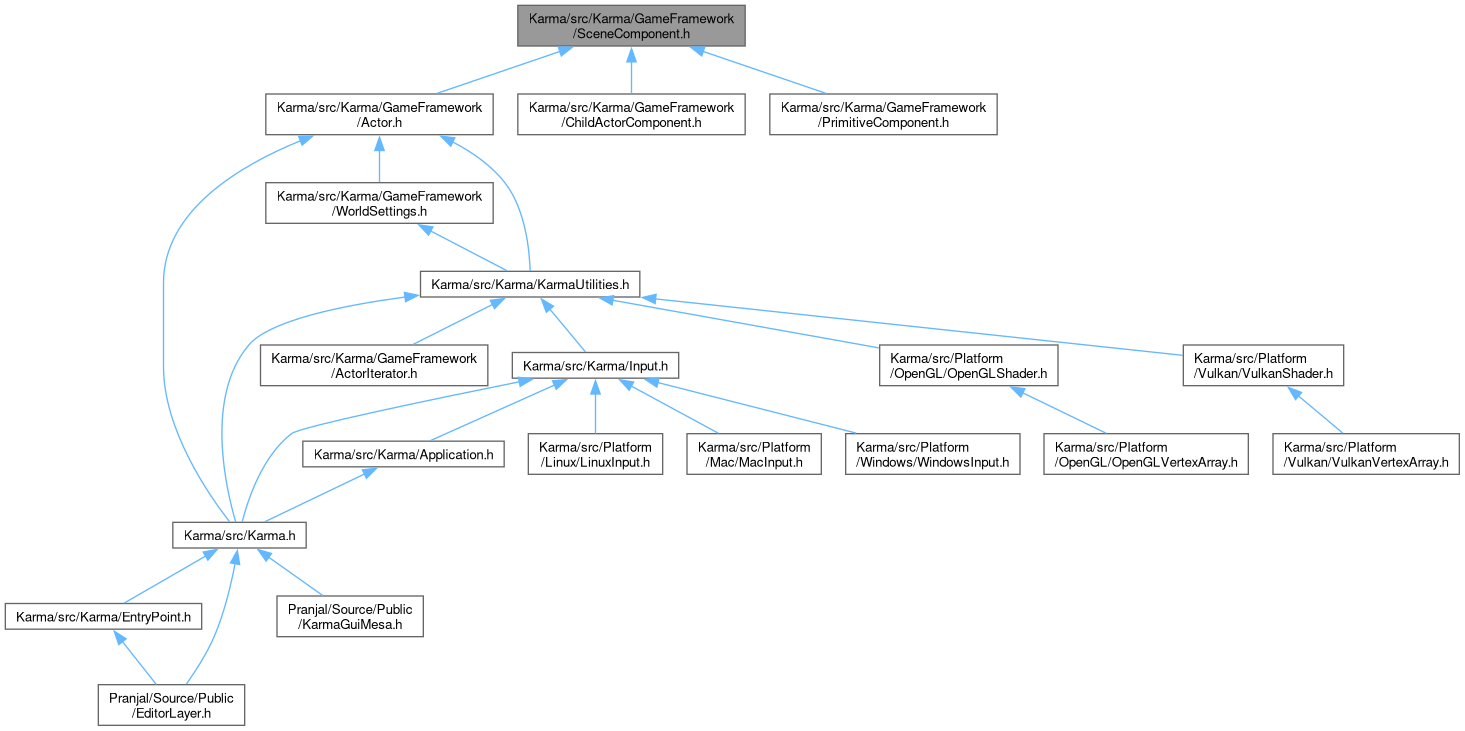 Karma/src/Karma/GameFramework
/SceneComponent.h
Karma/src/Karma/GameFramework
/Actor.h
Karma/src/Karma/GameFramework
/ChildActorComponent.h
Karma/src/Karma/GameFramework
/PrimitiveComponent.h
Karma/src/Karma/GameFramework
/WorldSettings.h
Karma/src/Karma/KarmaUtilities.h
Karma/src/Karma/GameFramework
/ActorIterator.h
Karma/src/Karma/Input.h
Karma/src/Platform
/OpenGL/OpenGLShader.h
Karma/src/Platform
/Vulkan/VulkanShader.h
Karma/src/Karma/Application.h
Karma/src/Platform
/Linux/LinuxInput.h
Karma/src/Platform
/Mac/MacInput.h
Karma/src/Platform
/Windows/WindowsInput.h
Karma/src/Platform
/OpenGL/OpenGLVertexArray.h
Karma/src/Platform
/Vulkan/VulkanVertexArray.h
Karma/src/Karma.h
Karma/src/Karma/EntryPoint.h
Pranjal/Source/Public
/KarmaGuiMesa.h
Pranjal/Source/Public
/EditorLayer.h